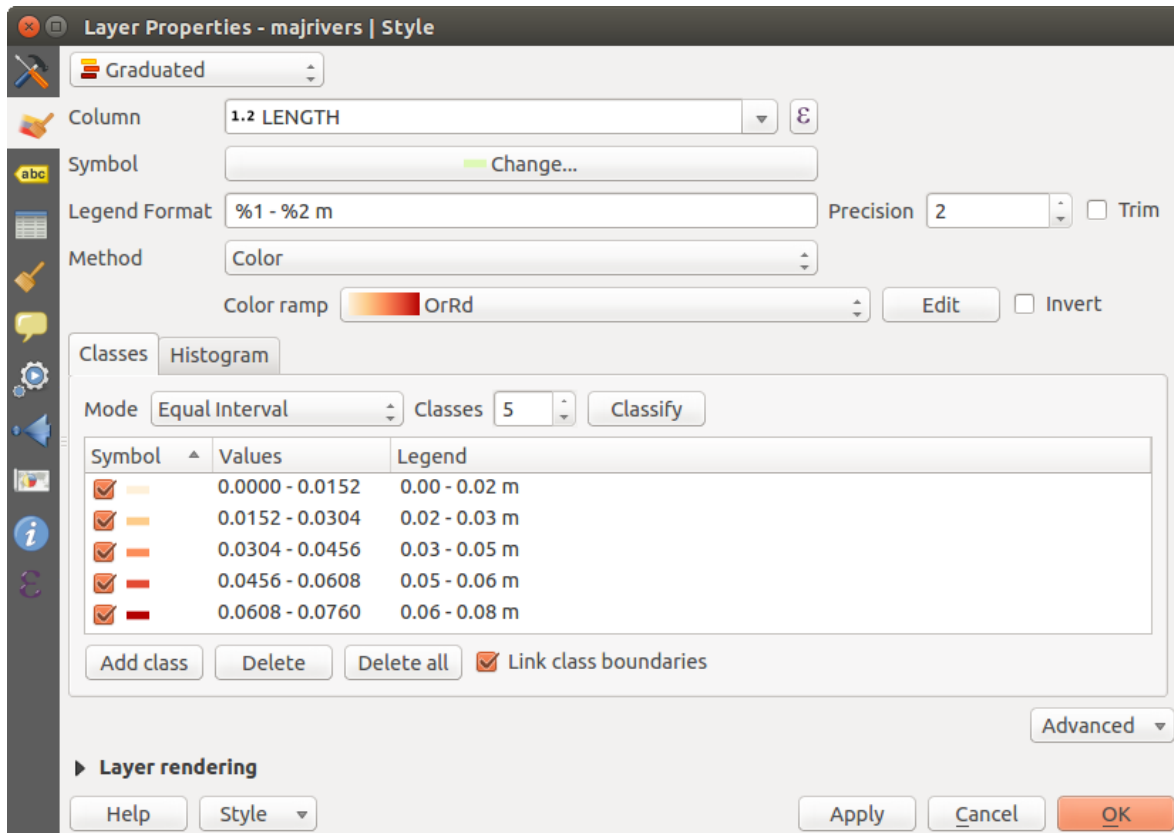 Layer Properties - majrivers | Style
Graduated
Column 1.2 LENGTH ε
Symbol Change...
abc
Legend Format %1 - %2 m Precision 2 Trim
Method Color
Color ramp OrRd Edit Invert
Classes Histogram
Mode Equal Interval Classes 5 Classify
Symbol Values Legend
0.0000 - 0.0152 0.00 - 0.02 m
0.0152 - 0.0304 0.02 - 0.03 m
0.0304 - 0.0456 0.03 - 0.05 m
0.0456 - 0.0608 0.05 - 0.06 m
0.0608 - 0.0760 0.06 - 0.08 m
Add class Delete Delete all Link class boundaries
Advanced
Layer rendering
Help Style Apply Cancel OK